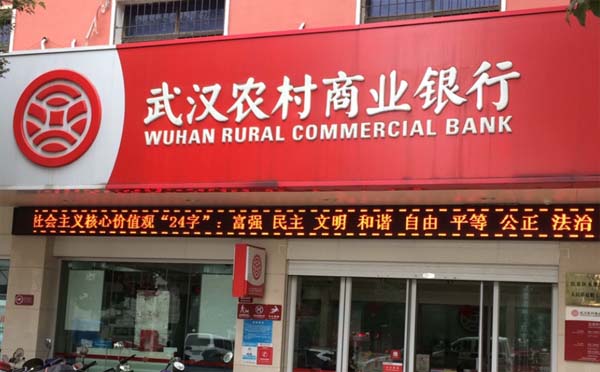 武汉农村商业银行
WUHAN RURAL COMMERCIAL BANK
社会主义核心价值观“24字”：富强 民主 文明 和谐 自由 平等 公正 法治